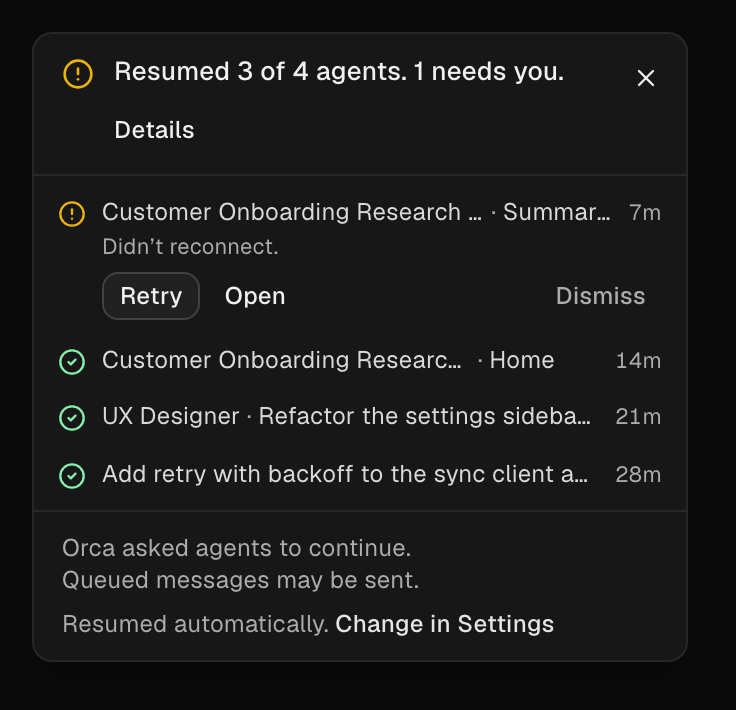 Resumed 3 of 4 agents. 1 needs you.
Details
Customer Onboarding Research ... · Summar... 7m
Didn’t reconnect.
Retry Open Dismiss
Customer Onboarding Researc... · Home 14m
UX Designer · Refactor the settings sideba... 21m
Add retry with backoff to the sync client a... 28m
Orca asked agents to continue.
Queued messages may be sent.
Resumed automatically. Change in Settings